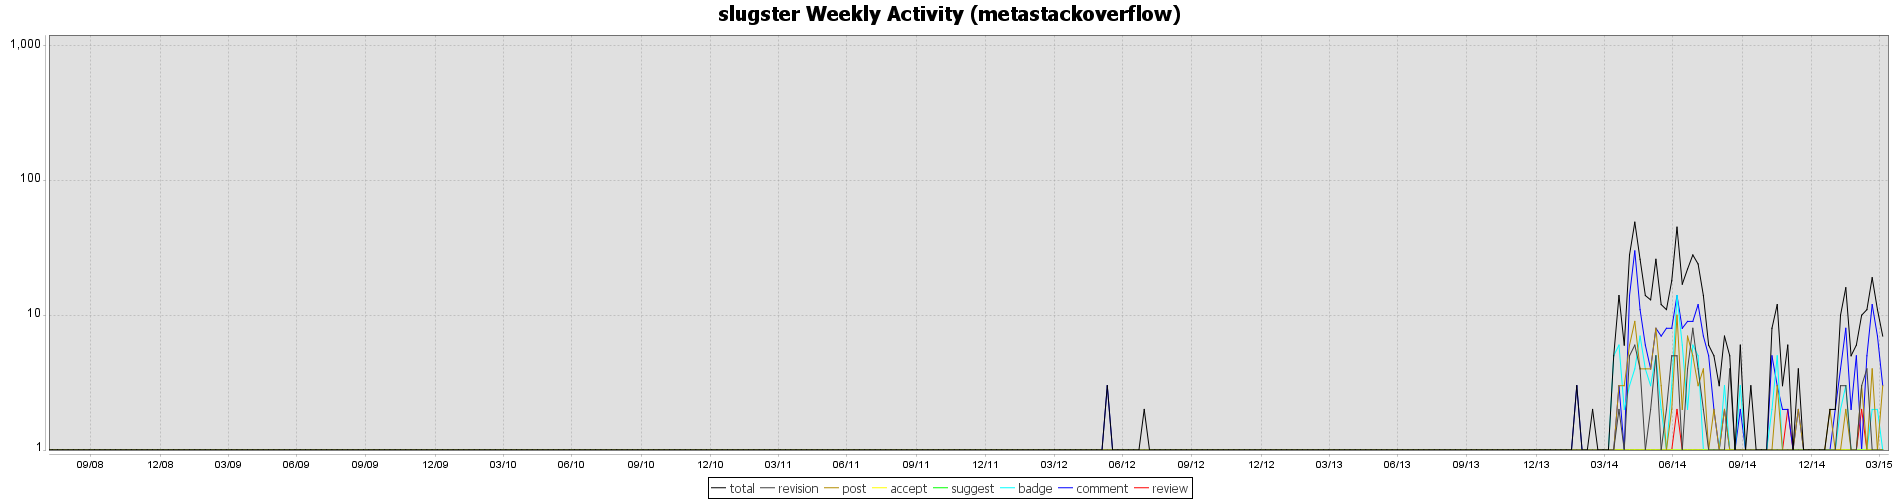 slugster Weekly Activity (metastackoverflow)
1,000
100
10
1
09/08 12/08 03/09 06/09 09/09 12/09 03/10 06/10 09/10 12/10 03/11 06/11 09/11 12/11 03/12 06/12 09/12 12/12 03/13 06/13 09/13 12/13 03/14 06/14 09/14 12/14 03/15
total revision post accept suggest badge comment review